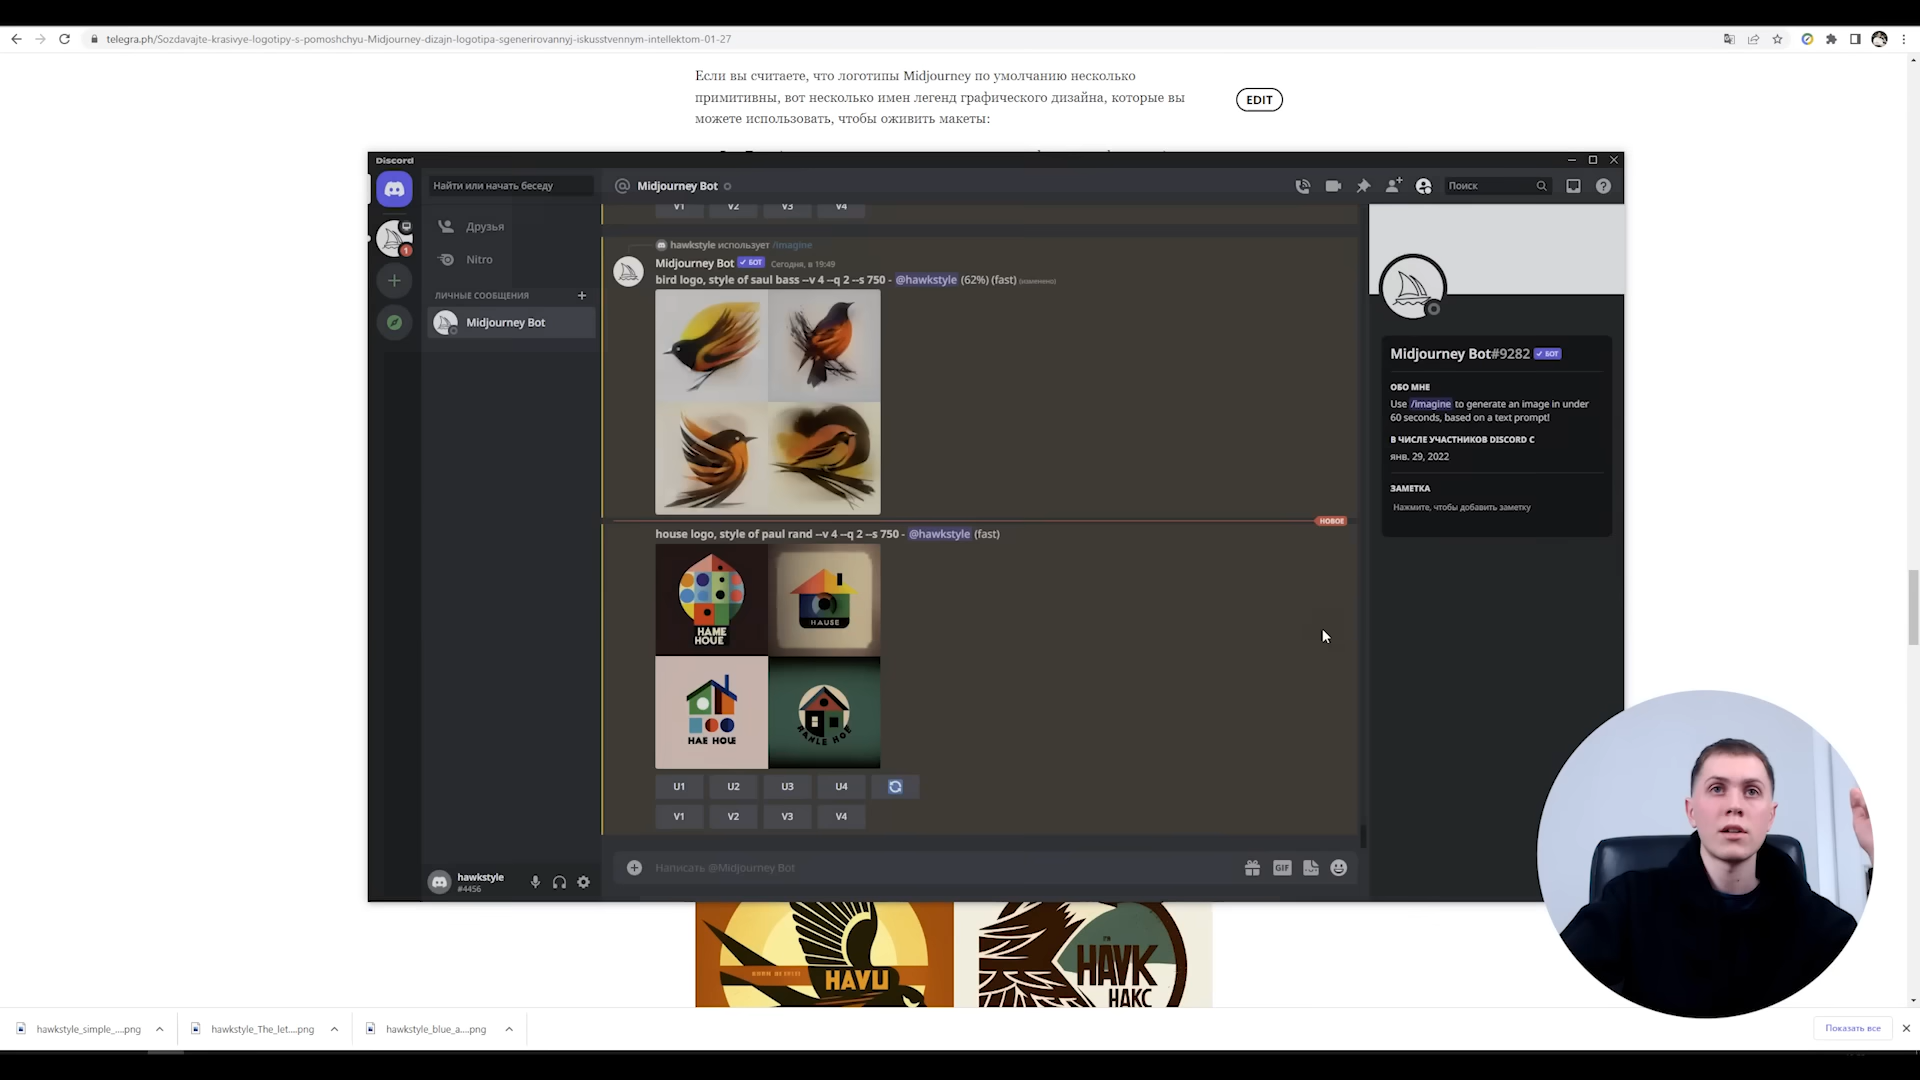 telegra.ph/Sozdavajte-krasivye-logotipy-s-pomoshchyu-Midjourney-dizajn-logotipa-sgenerirovannyj-iskusstvennym-intellektom-01-27
Если вы считаете, что логотипы Midjourney по умолчанию несколько
примитивны, вот несколько имен легенд графического дизайна, которые вы
можете использовать, чтобы оживить макеты:
EDIT
Discord
Найти или начать беседу
Midjourney Bot
Поиск
Друзья
Nitro
ЛИЧНЫЕ СООБЩЕНИЯ
Midjourney Bot
1
V1 V2 V3 V4
hawkstyle использует /imagine
Midjourney Bot ✓ БОТ Сегодня, в 19:49
bird logo, style of saul bass --v 4 --q 2 --s 750 - @hawkstyle (62%) (fast) (изменено)
НОВОЕ
house logo, style of paul rand --v 4 --q 2 --s 750 - @hawkstyle (fast)
HAME
HOUE
HAUSE
HAE HOUE
U1 U2 U3 U4
V1 V2 V3 V4
Написать @Midjourney Bot
GIF
hawkstyle
#4456
Midjourney Bot#9282 ✓ БОТ
ОБО МНЕ
Use /imagine to generate an image in under
60 seconds, based on a text prompt!
В ЧИСЛЕ УЧАСТНИКОВ DISCORD С
янв. 29, 2022
ЗАМЕТКА
Нажмите, чтобы добавить заметку
HAVU
HAVK
HAKC
hawkstyle_simple_....png
hawkstyle_The_let....png
hawkstyle_blue_a....png
Показать все